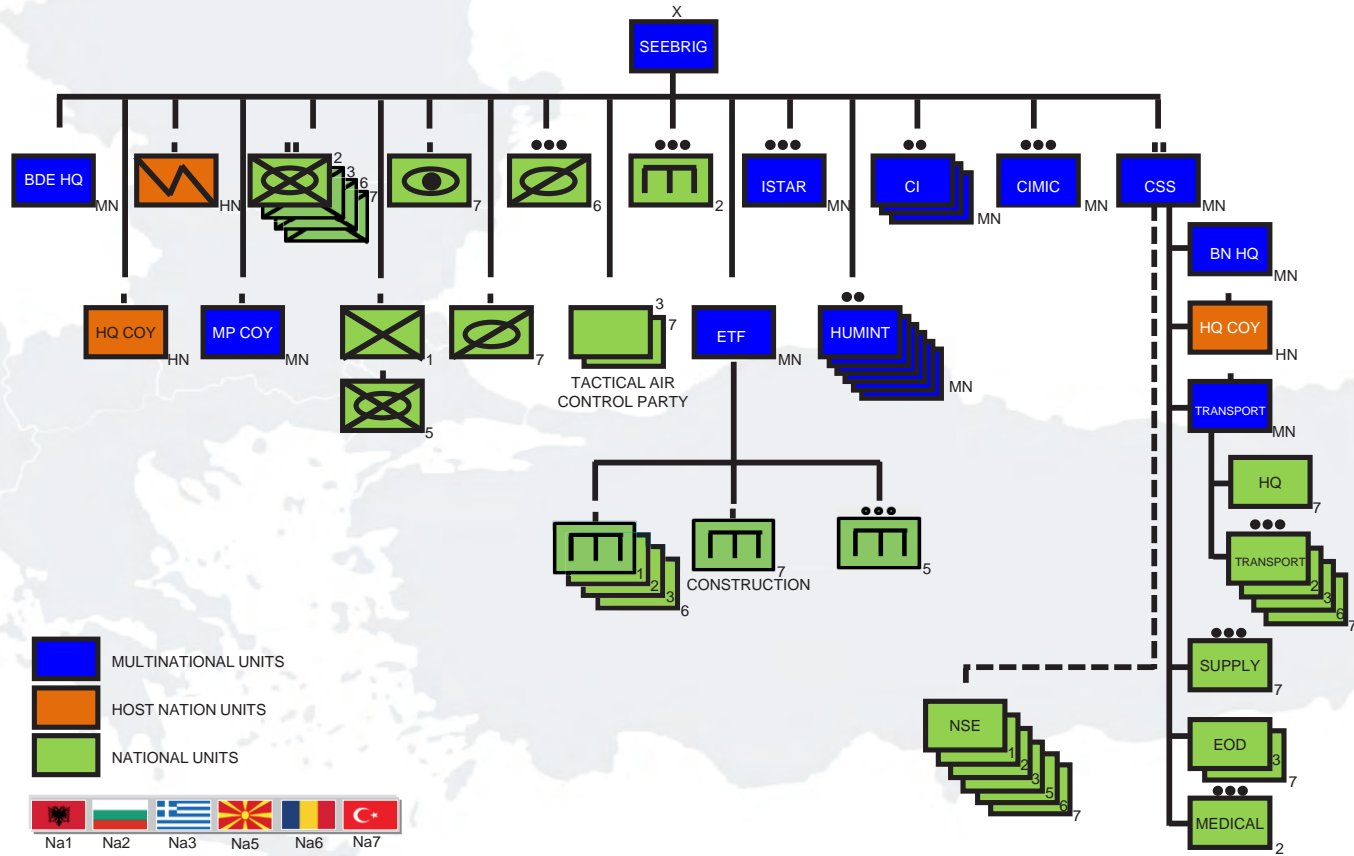 X
SEEBRIG
BDE HQ
MN
HN
2
3
6
7
7
6
2
ISTAR
MN
CI
MN
CIMIC
MN
CSS
MN
HQ COY
HN
MP COY
MN
1
5
7
3
7
TACTICAL AIR
CONTROL PARTY
ETF
MN
HUMINT
MN
BN HQ
MN
HQ COY
HN
TRANSPORT
MN
HQ
7
TRANSPORT
2
3
6
7
1
2
3
6
7
CONSTRUCTION
5
SUPPLY
7
NSE
1
2
3
5
6
7
EOD
3
7
MEDICAL
2
MULTINATIONAL UNITS
HOST NATION UNITS
NATIONAL UNITS
Na1 Na2 Na3 Na5 Na6 Na7